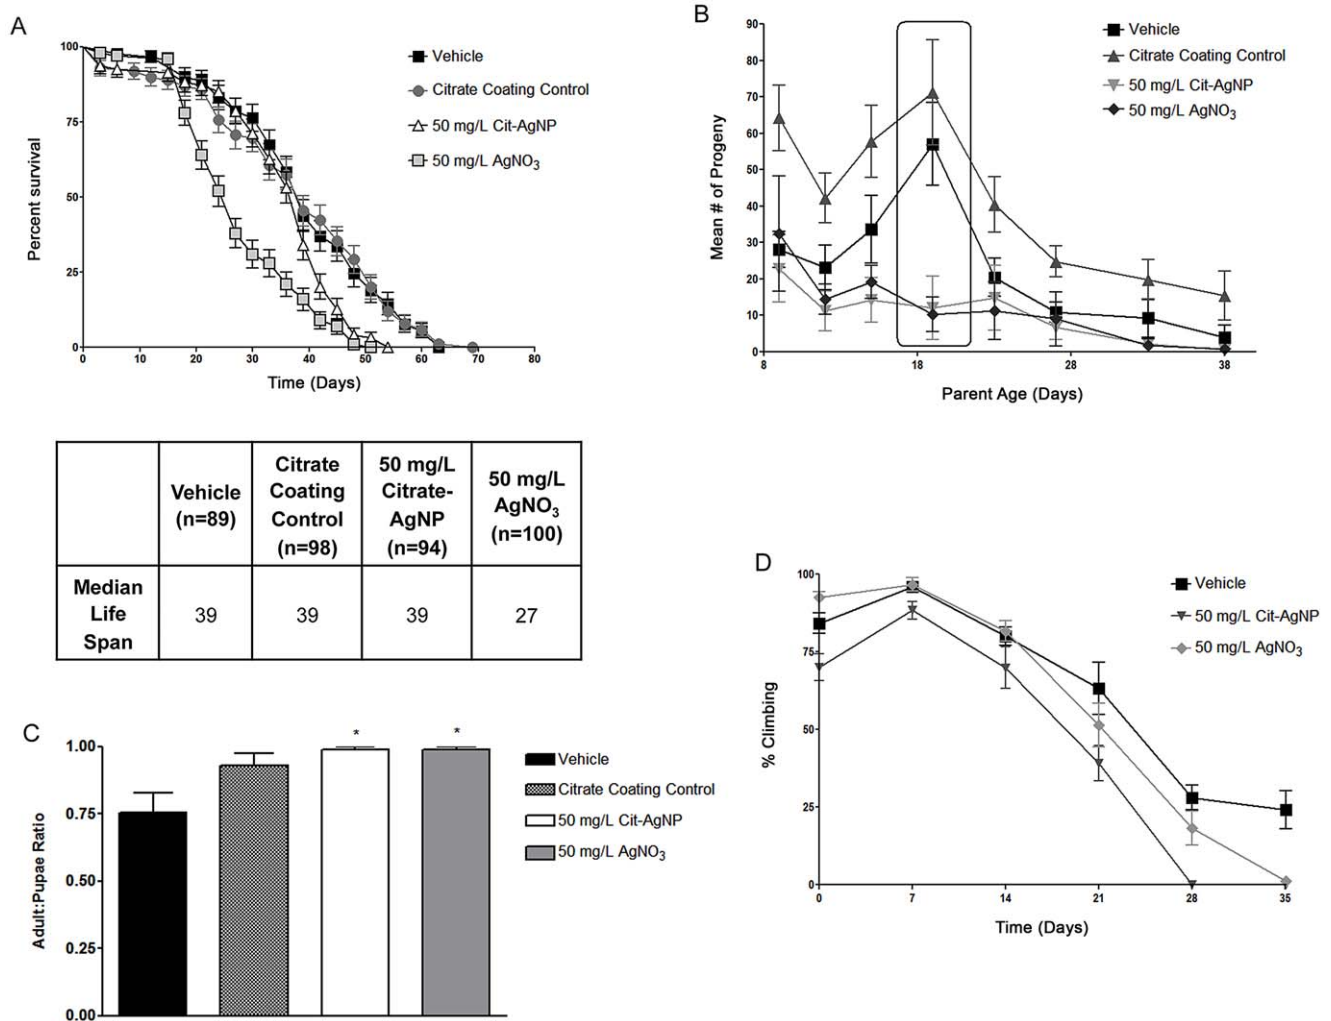 A
100
75
50
25
0
Percent survival
0 10 20 30 40 50 60 70 80
Time (Days)
Vehicle
Citrate Coating Control
50 mg/L Cit-AgNP
50 mg/L AgNO3
B
90
80
70
60
50
40
30
20
10
0
Mean # of Progeny
8 18 28 38
Parent Age (Days)
Vehicle
Citrate Coating Control
50 mg/L Cit-AgNP
50 mg/L AgNO3
Vehicle
(n=89)
Citrate
Coating
Control
(n=98)
50 mg/L
Citrate-
AgNP
(n=94)
50 mg/L
AgNO3
(n=100)
Median
Life
Span
39 39 39 27
C
1.00
0.75
0.50
0.25
0.00
Adult:Pupae Ratio
* *
Vehicle
Citrate Coating Control
50 mg/L Cit-AgNP
50 mg/L AgNO3
D
100
75
50
25
0
% Climbing
0 7 14 21 28 35
Time (Days)
Vehicle
50 mg/L Cit-AgNP
50 mg/L AgNO3